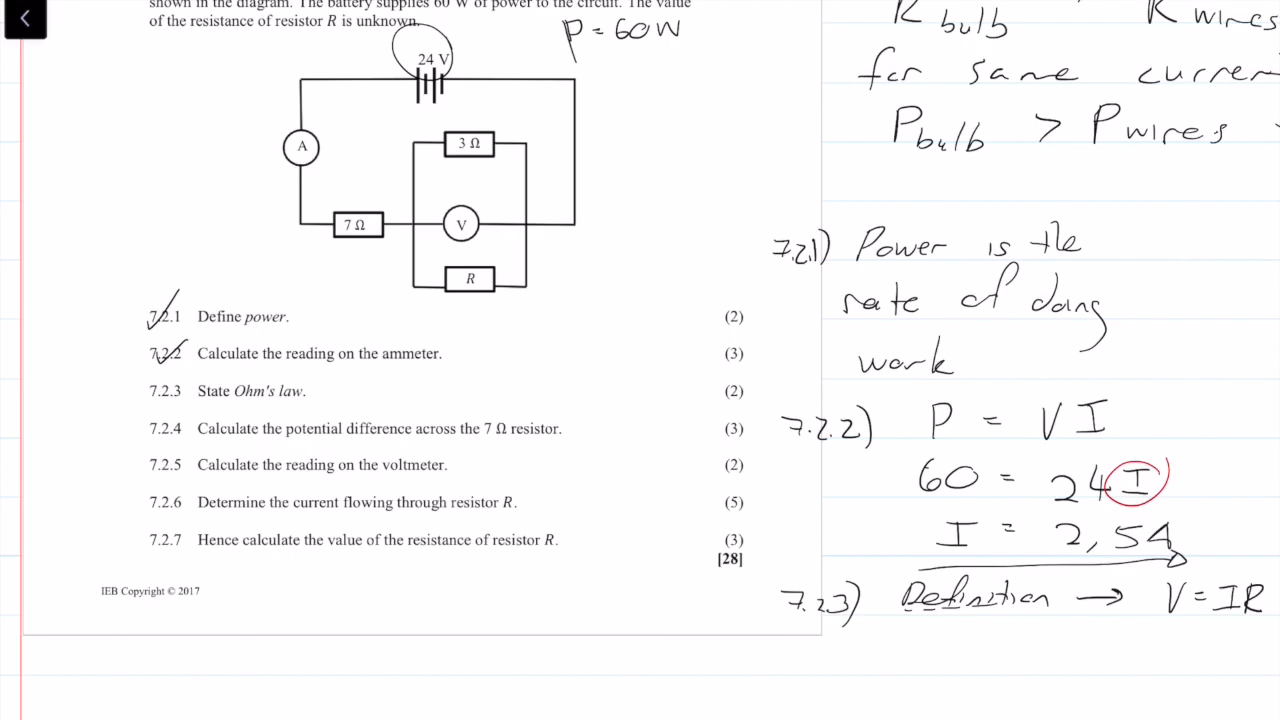 shown in the diagram. The battery supplies 60 W of power to the circuit. The value
of the resistance of resistor R is unknown.
P = 60W
24 V
A
3 Ω
7 Ω
V
R
7.2.1 Define power. (2)
7.2.2 Calculate the reading on the ammeter. (3)
7.2.3 State Ohm's law. (2)
7.2.4 Calculate the potential difference across the 7 Ω resistor. (3)
7.2.5 Calculate the reading on the voltmeter. (2)
7.2.6 Determine the current flowing through resistor R. (5)
7.2.7 Hence calculate the value of the resistance of resistor R. (3)
[28]
IEB Copyright © 2017
R bulb R wires
for same curren
P bulb > P wires
7.2.1) Power is the
rate of doing
work
7.2.2) P = VI
60 = 24 I
I = 2,5A
7.2.3) Definition → V = IR